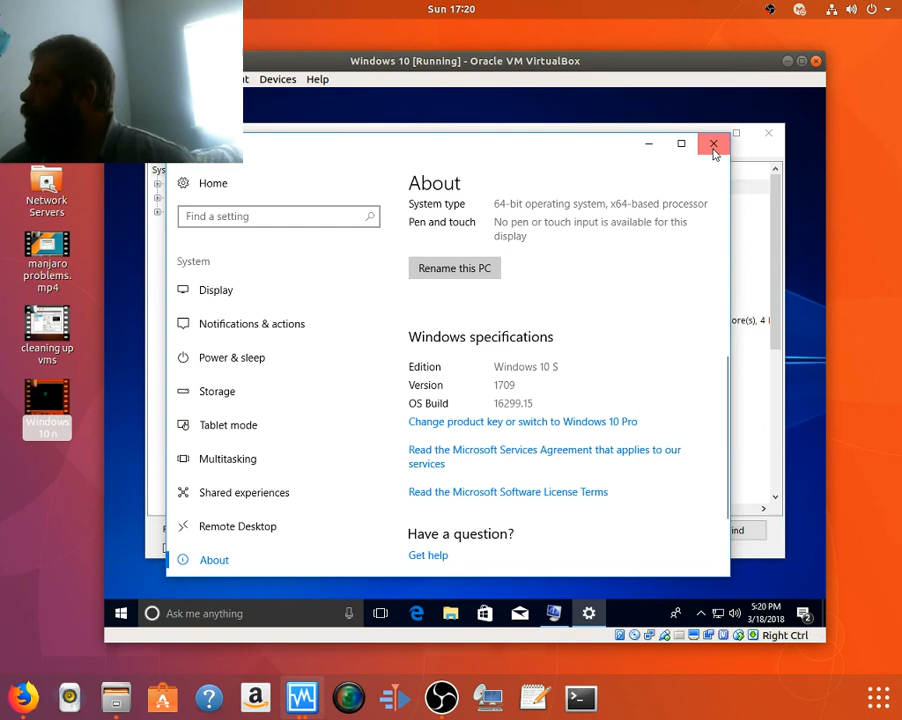 Sun 17:20
Windows 10 [Running] - Oracle VM VirtualBox
Devices
Help
Home
Find a setting
System
Display
Notifications & actions
Power & sleep
Storage
Tablet mode
Multitasking
Shared experiences
Remote Desktop
About
About
System type 64-bit operating system, x64-based processor
Pen and touch No pen or touch input is available for this
display
Rename this PC
Windows specifications
Edition Windows 10 S
Version 1709
OS Build 16299.15
Change product key or switch to Windows 10 Pro
Read the Microsoft Services Agreement that applies to our
services
Read the Microsoft Software License Terms
Have a question?
Get help
Sys
ore(s), 4
ind
Network
Servers
manjaro
problems.
mp4
cleaning up
vms
Windows
10 n
Ask me anything
5:20 PM
3/18/2018
2
Right Ctrl